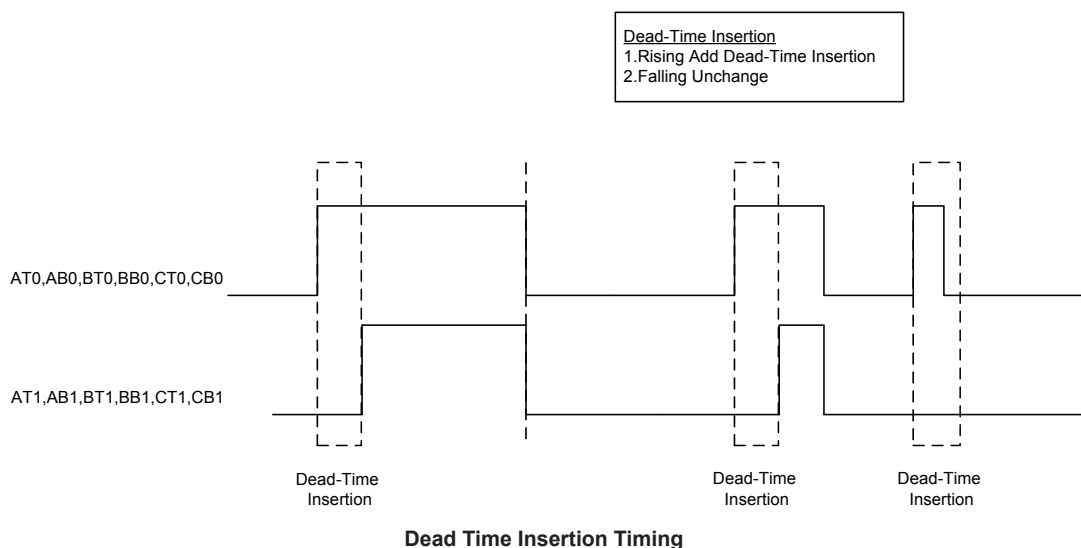 Dead-Time Insertion
1.Rising Add Dead-Time Insertion
2.Falling Unchange
AT0,AB0,BT0,BB0,CT0,CB0
AT1,AB1,BT1,BB1,CT1,CB1
Dead-Time
Insertion
Dead-Time
Insertion
Dead-Time
Insertion
Dead Time Insertion Timing